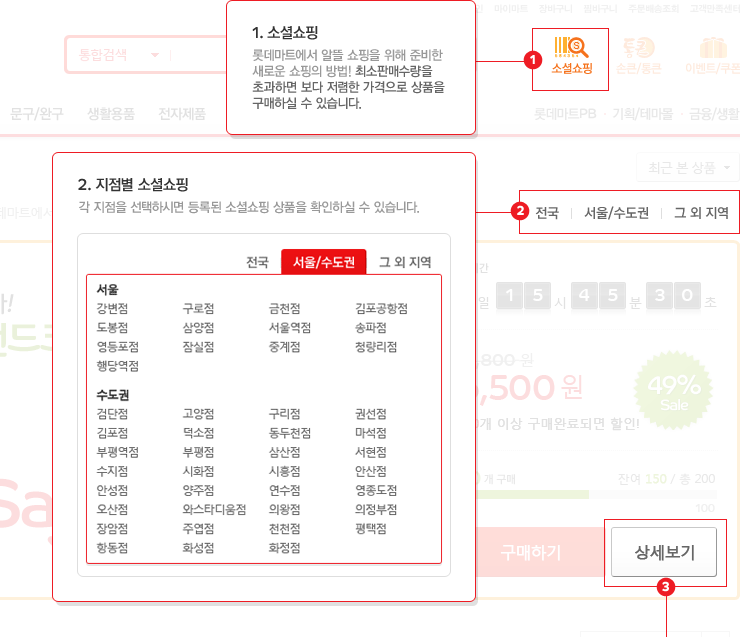 마이마트 장바구니 장바구니 주문배송조회 고객만족센터
1. 소셜쇼핑
롯데마트에서 알뜰 쇼핑을 위해 준비한
새로운 쇼핑의 방법! 최소판매수량을
초과하면 보다 저렴한 가격으로 상품을
구매하실 수 있습니다.
통합검색
1
소셜쇼핑
손큰/통큰
이벤트/쿠폰
문구/완구 생활용품 전자제품
롯데마트PB · 기획/테마몰 · 금융/생활
최근 본 상품
2. 지점별 소셜쇼핑
각 지점을 선택하시면 등록된 소셜쇼핑 상품을 확인하실 수 있습니다.
2
전국 | 서울/수도권 | 그 외 지역
전국 서울/수도권 그 외 지역
서울
강변점 구로점 금천점 김포공항점
도봉점 삼양점 서울역점 송파점
영등포점 잠실점 중계점 청량리점
행당역점
수도권
검단점 고양점 구리점 권선점
김포점 덕소점 동두천점 마석점
부평역점 부평점 삼산점 서현점
수지점 시화점 시흥점 안산점
안성점 양주점 연수점 영종도점
오산점 와스타디움점 의왕점 의정부점
장암점 주엽점 천천점 평택점
항동점 화성점 화정점
일 15 시 45 분 30 초
,800 원
,500 원
49%
Sale
개 이상 구매완료되면 할인!
개 구매
잔여 150 / 총 200
100
구매하기
상세보기
3